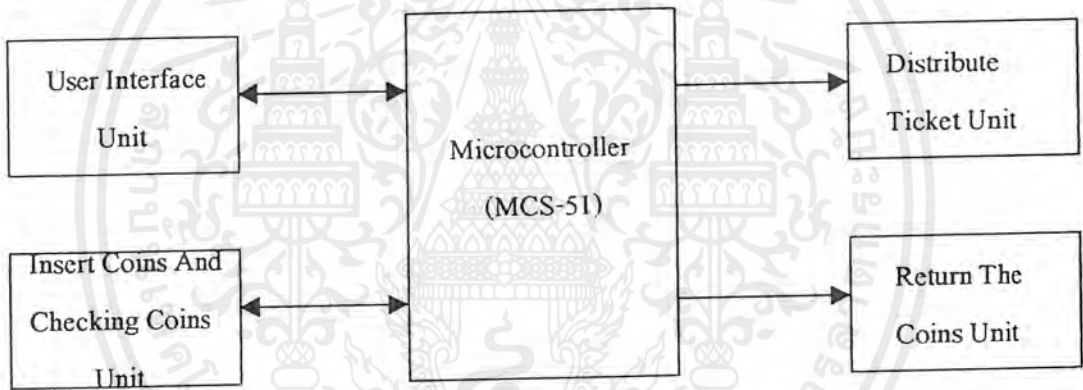 User Interface
Unit
Insert Coins And
Checking Coins
Unit
Microcontroller
(MCS-51)
Distribute
Ticket Unit
Return The
Coins Unit